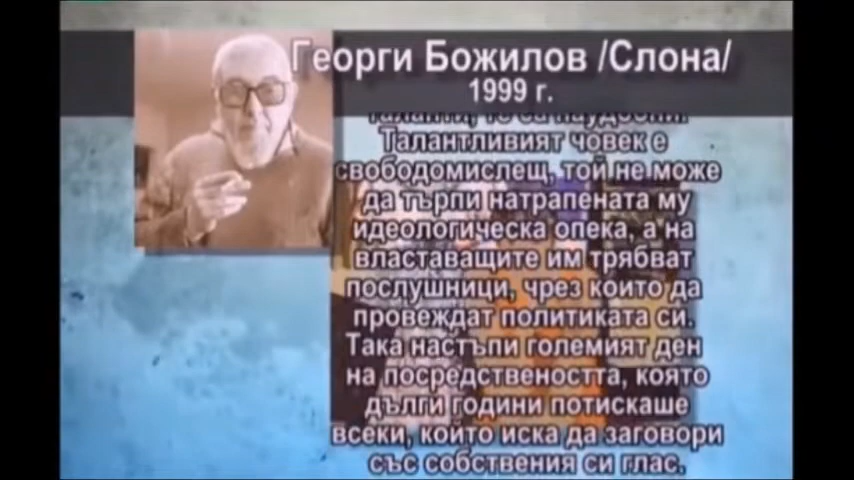 Георги Божилов /Слона/
1999 г.
Талантливият човек е
свободомислещ, той не може
да търпи натрапената му
идеологическа опека, а на
властаващите им трябват
послушници, чрез които да
провеждат политиката си.
Така настъпи големият ден
на посредствеността, която
дълги години потискаше
всеки, който иска да заговори
със собствения си глас.